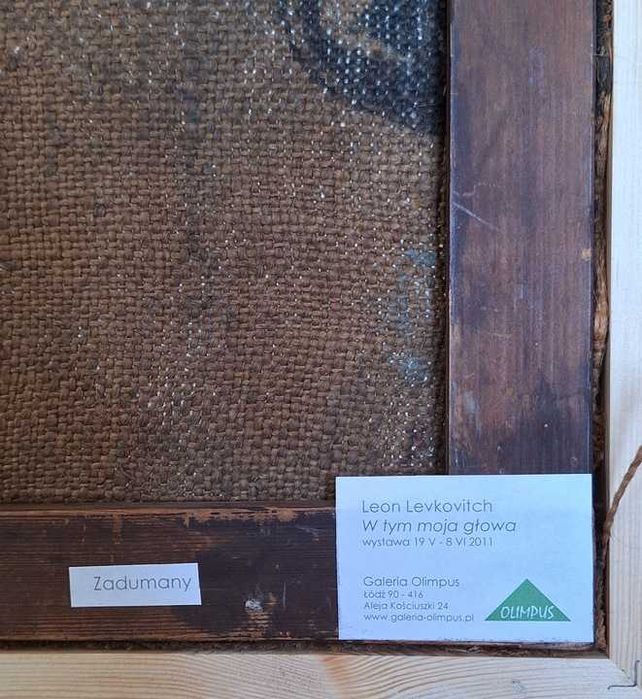 Zadumany
Leon Levkovitch
W tym moja głowa
wystawa 19 V - 8 VI 2011
Galeria Olimpus
Łódź 90 - 416
Aleja Kościuszki 24
www.galeria-olimpus.pl
OLIMPUS